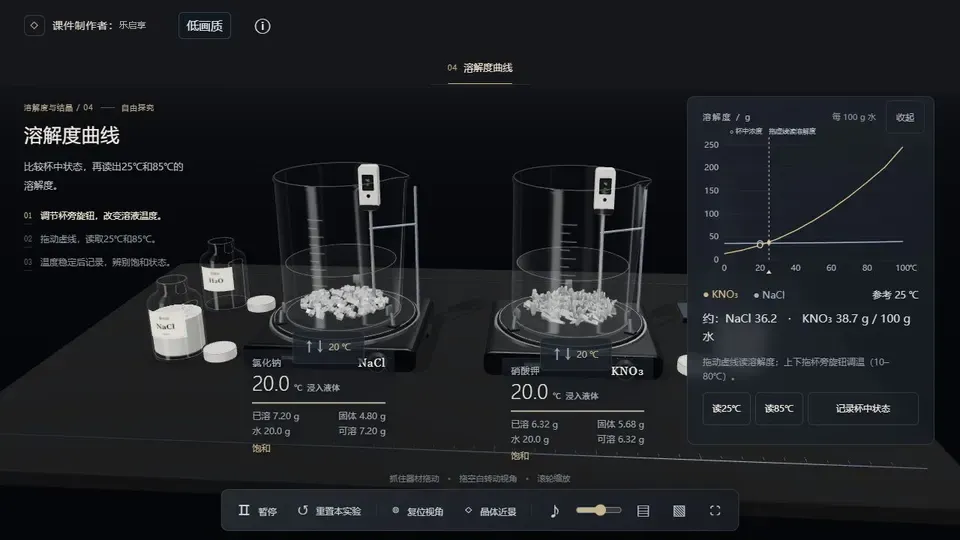 课件制作者：乐启享
低画质
04 溶解度曲线
溶解度与结晶 / 04 —— 自由探究
溶解度曲线
比较杯中状态，再读出25℃和85℃的
溶解度。
01 调节杯旁旋钮，改变溶液温度。
02 拖动虚线，读取25℃和85℃。
03 温度稳定后记录，辨别饱和状态。
H₂O
NaCl
↑↓ 20 ℃
氯化钠 NaCl
20.0 ℃ 浸入液体
已溶 7.20 g 固体 4.80 g
水 20.0 g 可溶 7.20 g
饱和
↑↓ 20 ℃
硝酸钾 KNO₃
20.0 ℃ 浸入液体
已溶 6.32 g 固体 5.68 g
水 20.0 g 可溶 6.32 g
饱和
溶解度 / g 每 100 g 水 收起
杯中浓度 拖虚线读溶解度
250
200
150
100
50
0
0 20 40 60 80 100℃
KNO₃ NaCl 参考 25 ℃
约：NaCl 36.2 · KNO₃ 38.7 g / 100 g
水
拖动虚线读溶解度；上下拖杯旁旋钮调温（10–
80℃）。
读25℃ 读85℃ 记录杯中状态
抓住器材拖动 • 拖空白转动视角 • 滚轮缩放
暂停 重置本实验 复位视角 晶体近景